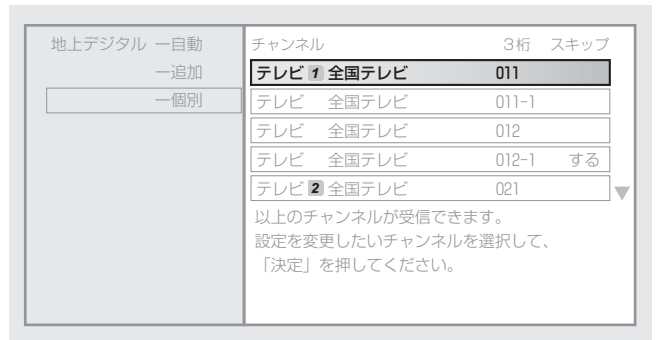 地上デジタル ー自動
ー追加
ー個別
チャンネル 3桁 スキップ
テレビ 1 全国テレビ 011
テレビ 全国テレビ 011-1
テレビ 全国テレビ 012
テレビ 全国テレビ 012-1 する
テレビ 2 全国テレビ 021
以上のチャンネルが受信できます。
設定を変更したいチャンネルを選択して、
「決定」を押してください。